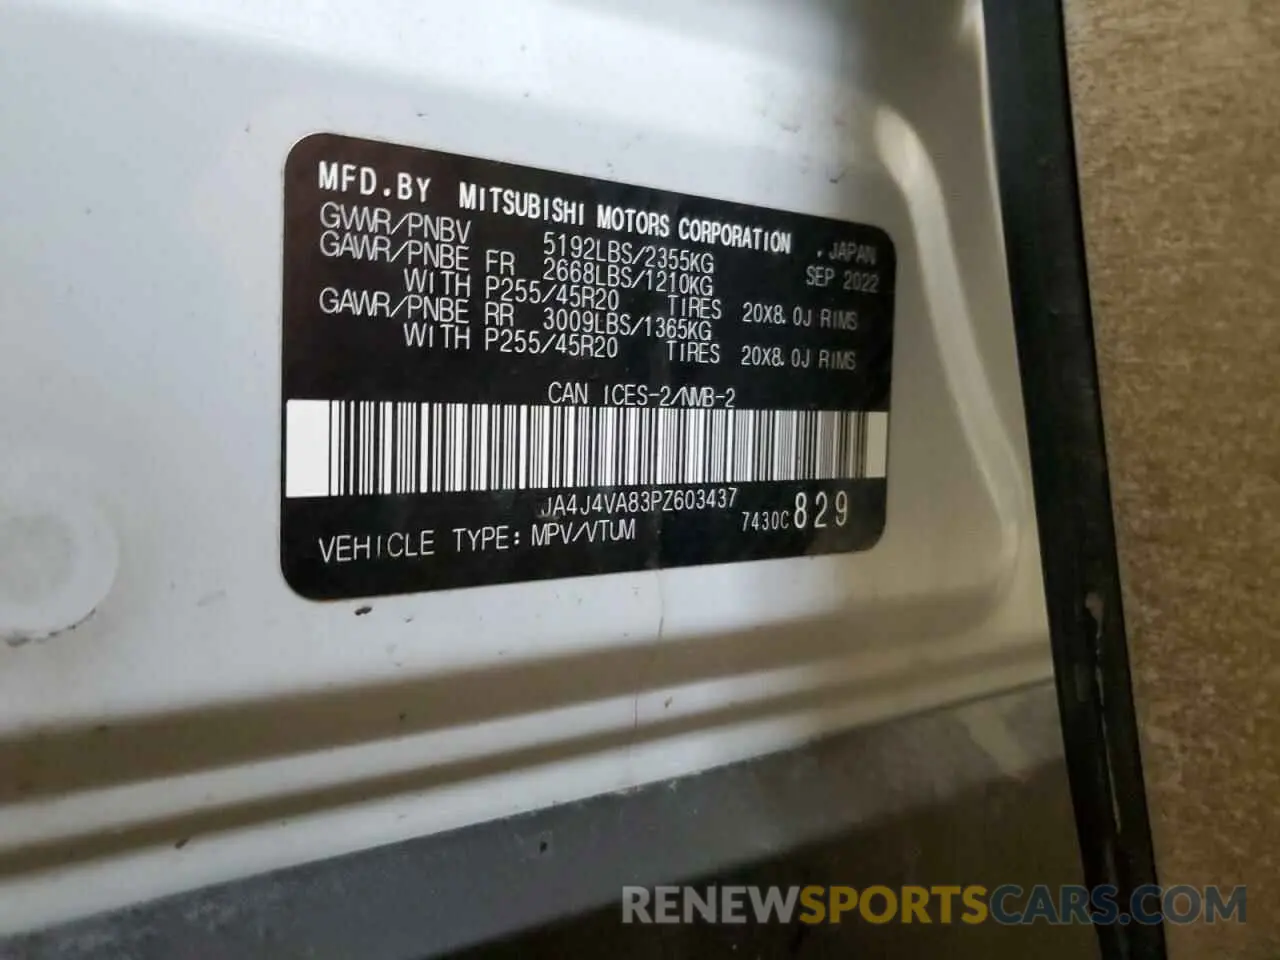 MFD.BY MITSUBISHI MOTORS CORPORATION , JAPAN
GVWR/PNBV 5192LBS/2355KG SEP 2022
GAWR/PNBE FR 2668LBS/1210KG
WITH P255/45R20 TIRES 20X8.0J RIMS
GAWR/PNBE RR 3009LBS/1365KG
WITH P255/45R20 TIRES 20X8.0J RIMS
CAN ICES-2/NMB-2
JA4J4VA83PZ603437
VEHICLE TYPE: MPV/VTUM 7430C 829
RENEWSPORTSCARS.COM